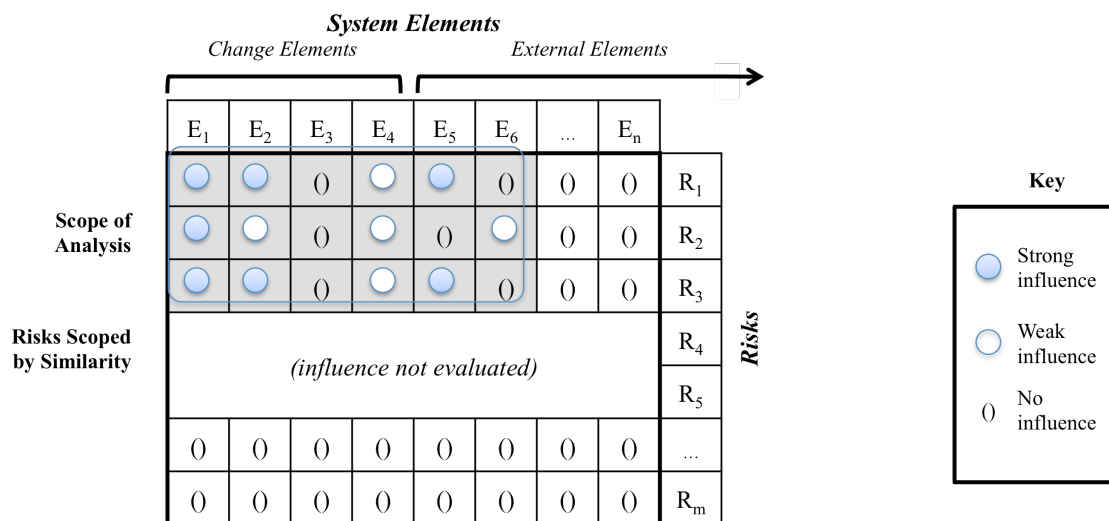 System Elements
Change Elements External Elements
E1 E2 E3 E4 E5 E6 ... En
() () () () R1
Scope of
Analysis
() () () () R2
() () () () R3
Risks Scoped
by Similarity
(influence not evaluated)
R4
R5
Risks
() () () () () () () () ...
() () () () () () () () Rm
Key
Strong
influence
Weak
influence
() No
influence